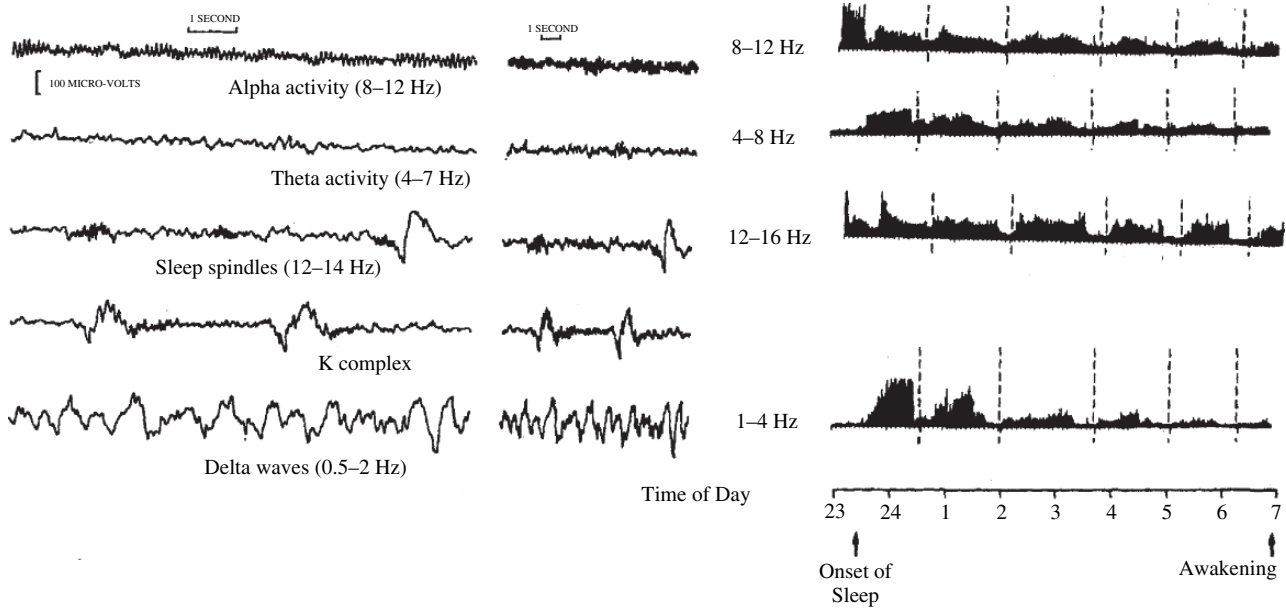 1 SECOND
100 MICRO-VOLTS
Alpha activity (8–12 Hz)
Theta activity (4–7 Hz)
Sleep spindles (12–14 Hz)
K complex
Delta waves (0.5–2 Hz)
1 SECOND
8–12 Hz
4–8 Hz
12–16 Hz
1–4 Hz
Time of Day
23 24 1 2 3 4 5 6 7
Onset of
Sleep
Awakening